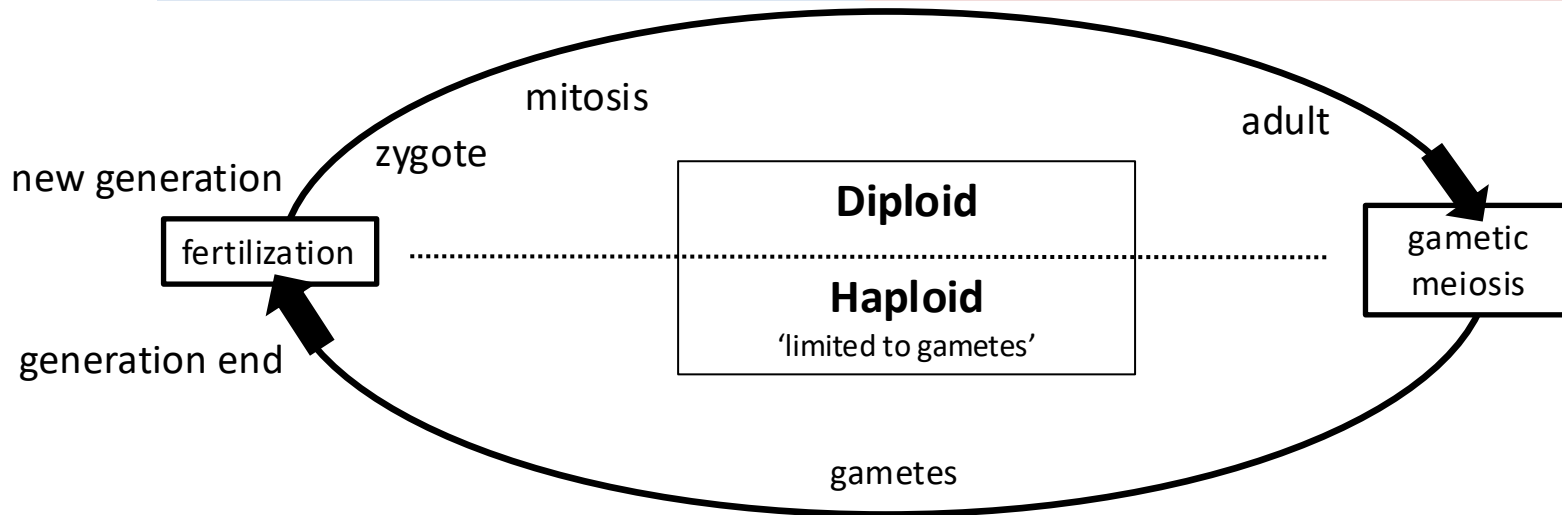 mitosis
adult
zygote
new generation
Diploid
fertilization
gametic
meiosis
Haploid
‘limited to gametes’
generation end
gametes